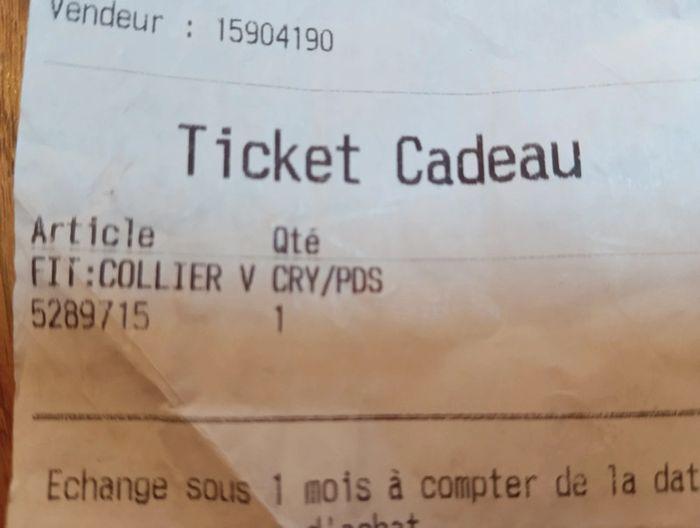 Vendeur : 15904190
Ticket Cadeau
Article Qté
FIT:COLLIER V CRY/PDS
5289715 1
Echange sous 1 mois à compter de la dat
d'achat